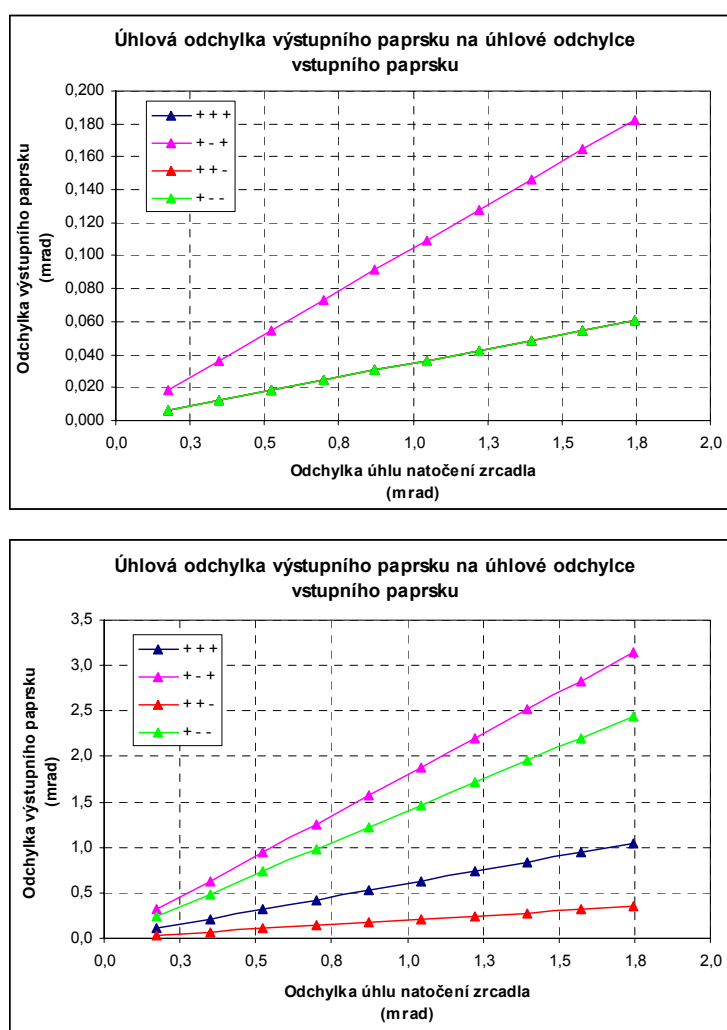 Úhlová odchylka výstupního paprsku na úhlové odchylce
vstupního paprsku
0,200
0,180
0,160
0,140
0,120
0,100
0,080
0,060
0,040
0,020
0,000
Odchylka výstupního paprsku
(mrad)
+ + +
+ - +
+ + -
+ - -
0,0 0,3 0,5 0,8 1,0 1,3 1,5 1,8 2,0
Odchylka úhlu natočení zrcadla
(mrad)
Úhlová odchylka výstupního paprsku na úhlové odchylce
vstupního paprsku
3,5
3,0
2,5
2,0
1,5
1,0
0,5
0,0
Odchylka výstupního paprsku
(mrad)
+ + +
+ - +
+ + -
+ - -
0,0 0,3 0,5 0,8 1,0 1,3 1,5 1,8 2,0
Odchylka úhlu natočení zrcadla
(mrad)